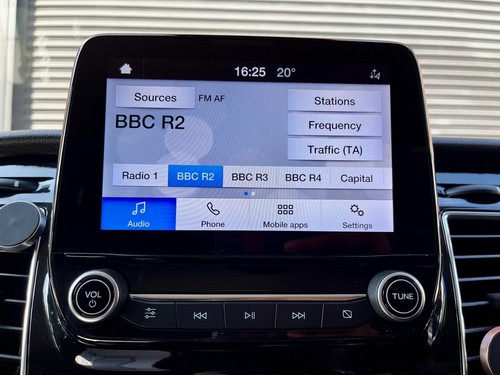 16:25 20°
Sources FM AF Stations
BBC R2 Frequency
Traffic (TA)
Radio 1 BBC R2 BBC R3 BBC R4 Capital
Audio Phone Mobile apps Settings
VOL TUNE